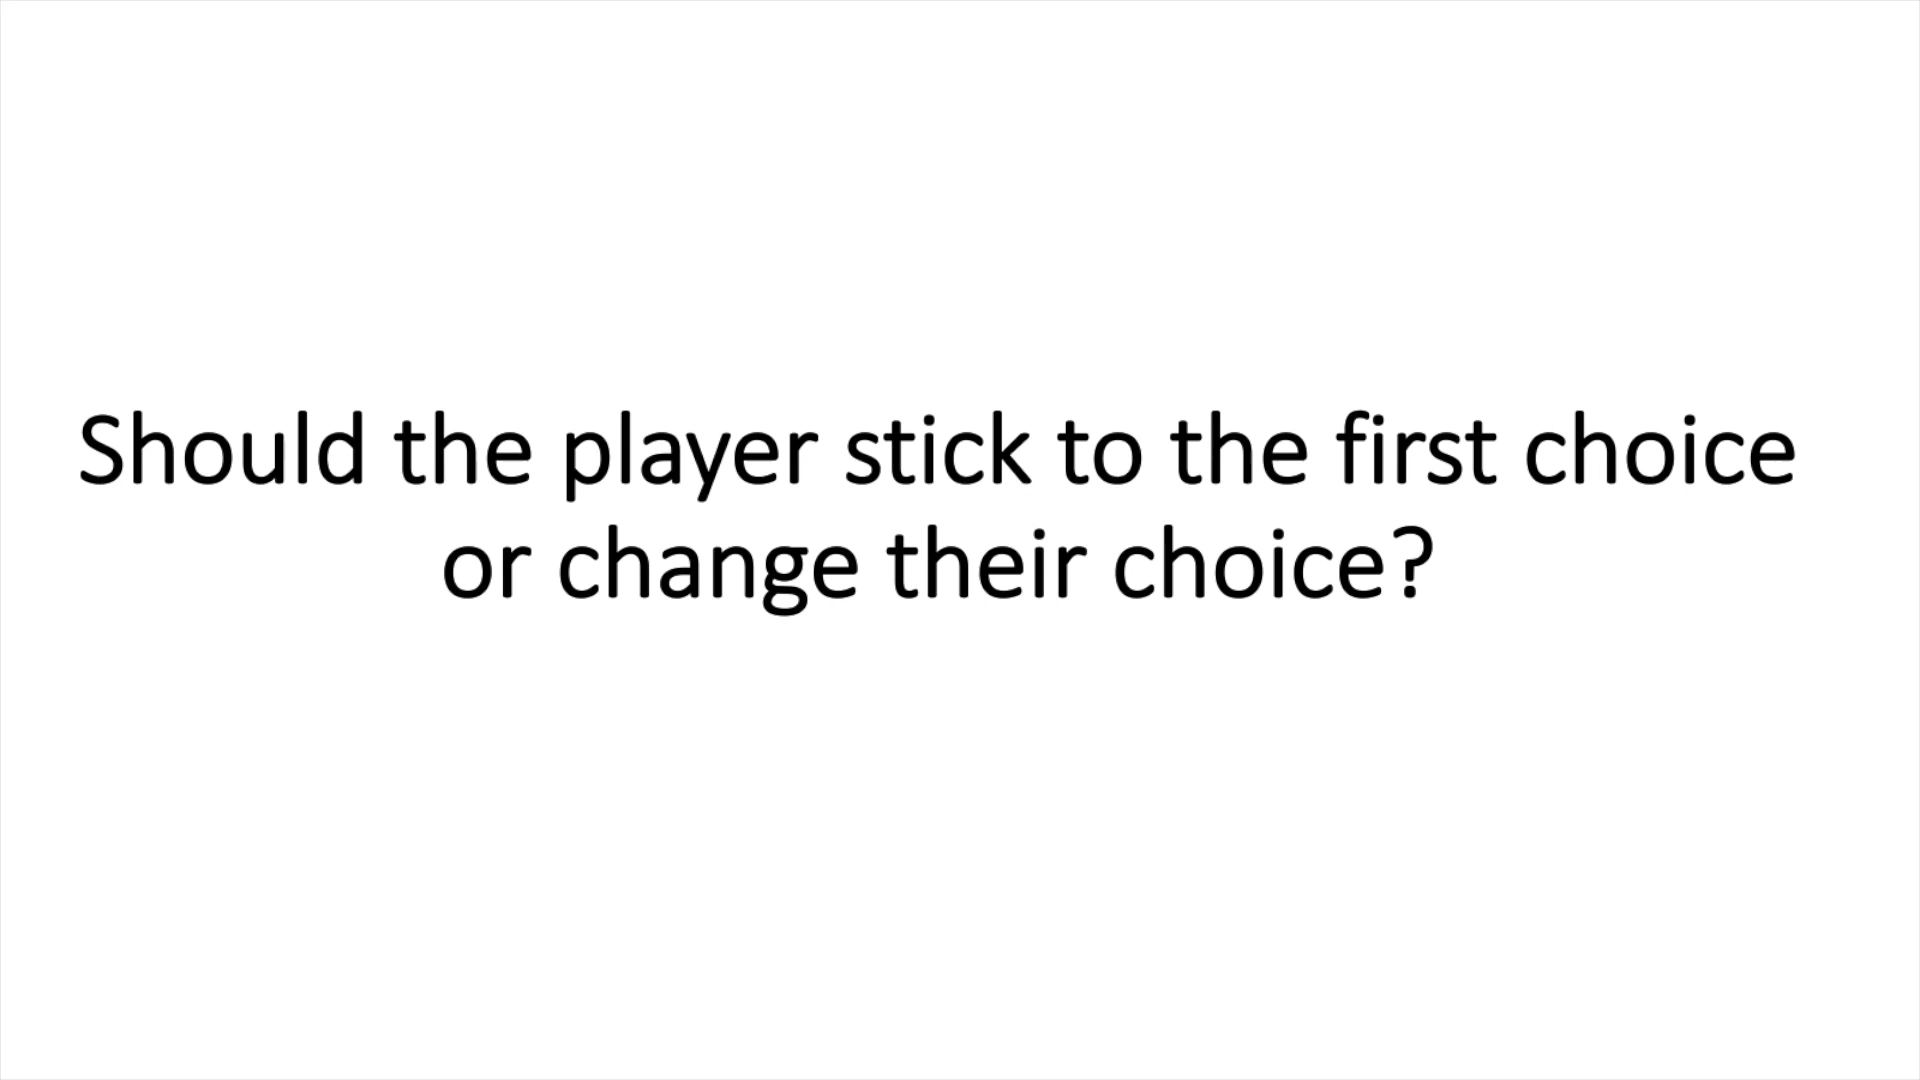 Should the player stick to the first choice
or change their choice?